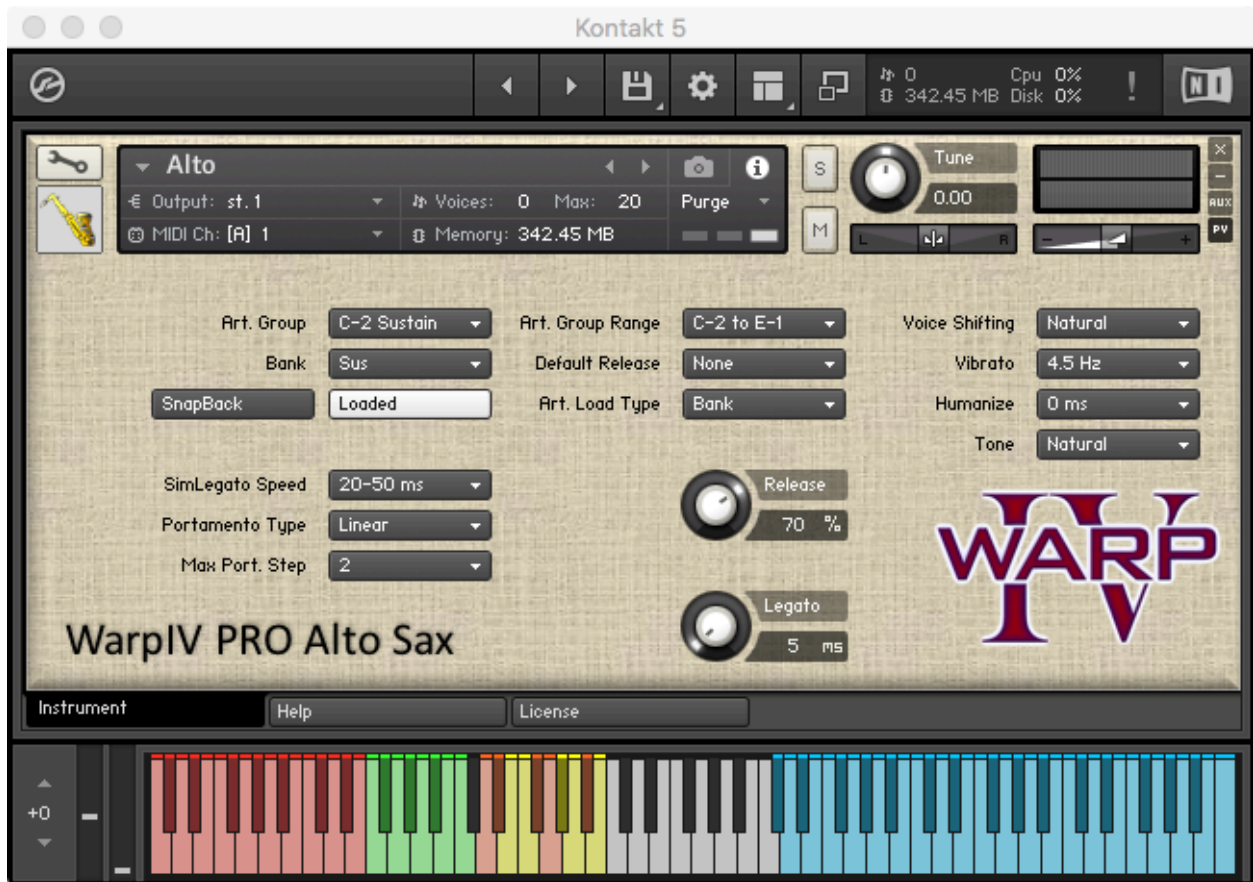 Kontakt 5
0 Cpu 0%
342.45 MB Disk 0%
!
NI
Alto
i
S
Tune
×
Output: st. 1
Voices: 0 Max: 20
Purge
0.00
AUX
MIDI Ch: [A] 1
Memory: 342.45 MB
M
L R
- +
PV
Art. Group C-2 Sustain Art. Group Range C-2 to E-1 Voice Shifting Natural
Bank Sus Default Release None Vibrato 4.5 Hz
SnapBack Loaded Art. Load Type Bank Humanize 0 ms
Tone Natural
SimLegato Speed 20-50 ms Release
Portamento Type Linear 70 %
Max Port. Step 2
Legato
5 ms
WARP
IV
WarpIV PRO Alto Sax
Instrument Help License
+0